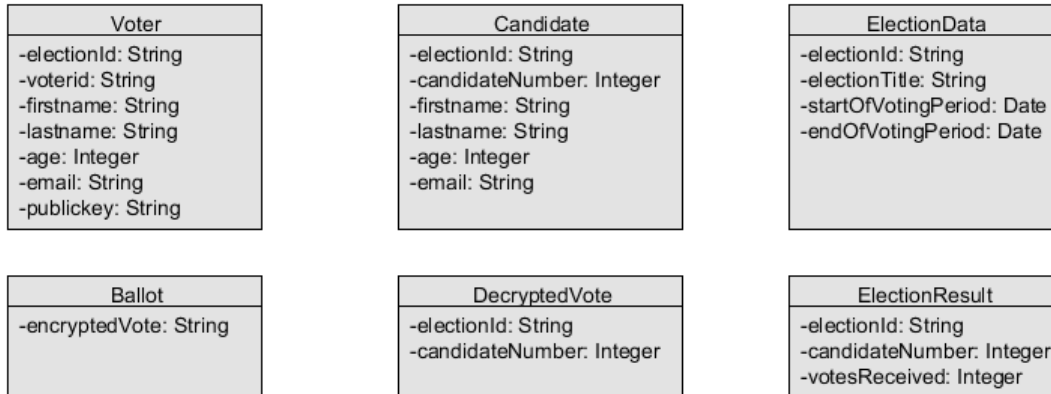 Voter
-electionId: String
-voterid: String
-firstname: String
-lastname: String
-age: Integer
-email: String
-publickey: String
Candidate
-electionId: String
-candidateNumber: Integer
-firstname: String
-lastname: String
-age: Integer
-email: String
ElectionData
-electionId: String
-electionTitle: String
-startOfVotingPeriod: Date
-endOfVotingPeriod: Date
Ballot
-encryptedVote: String
DecryptedVote
-electionId: String
-candidateNumber: Integer
ElectionResult
-electionId: String
-candidateNumber: Integer
-votesReceived: Integer